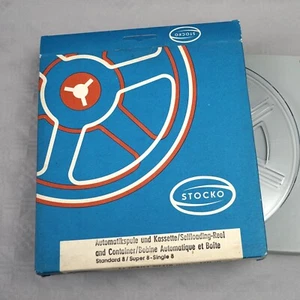 STOCKO
STOCKO
Automatikspule und Kassette/Selfloading-Reel
and Container/Bobine Automatique et Boîte
Standard 8/Super 8-Single 8